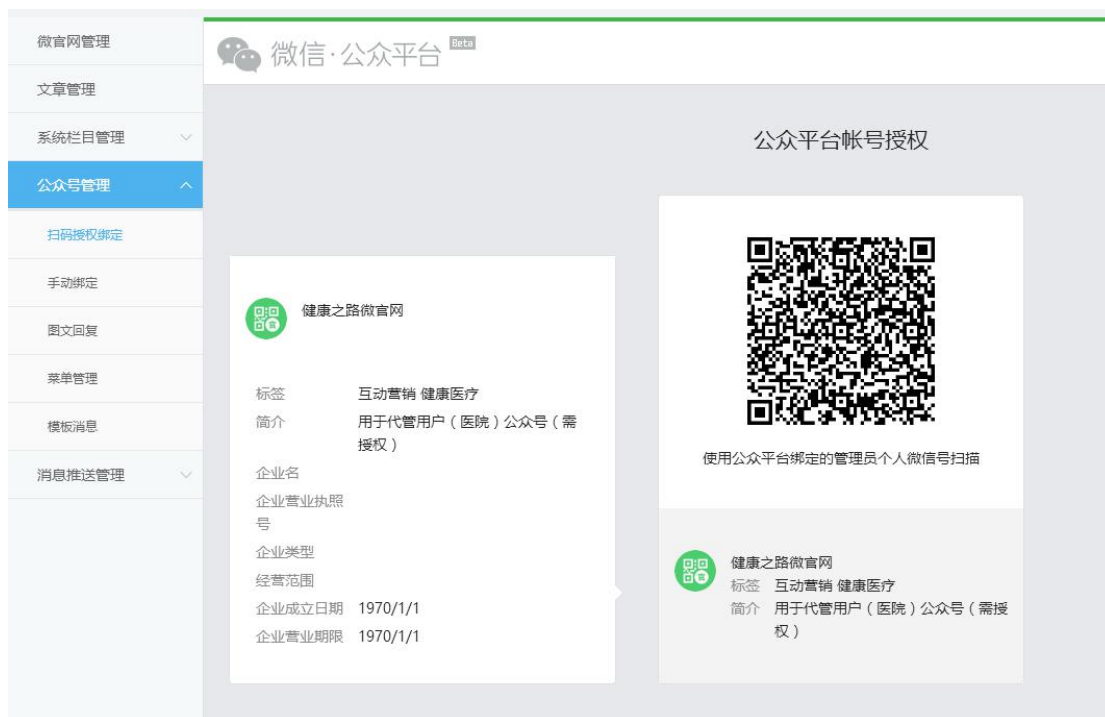 微官网管理
文章管理
系统栏目管理
公众号管理
扫码授权绑定
手动绑定
图文回复
菜单管理
模板消息
消息推送管理
微信·公众平台 Beta
公众平台帐号授权
健康之路微官网
标签 互动营销 健康医疗
简介 用于代管用户（医院）公众号（需
授权）
企业名
企业营业执照
号
企业类型
经营范围
企业成立日期 1970/1/1
企业营业期限 1970/1/1
使用公众平台绑定的管理员个人微信号扫描
健康之路微官网
标签 互动营销 健康医疗
简介 用于代管用户（医院）公众号（需授
权）